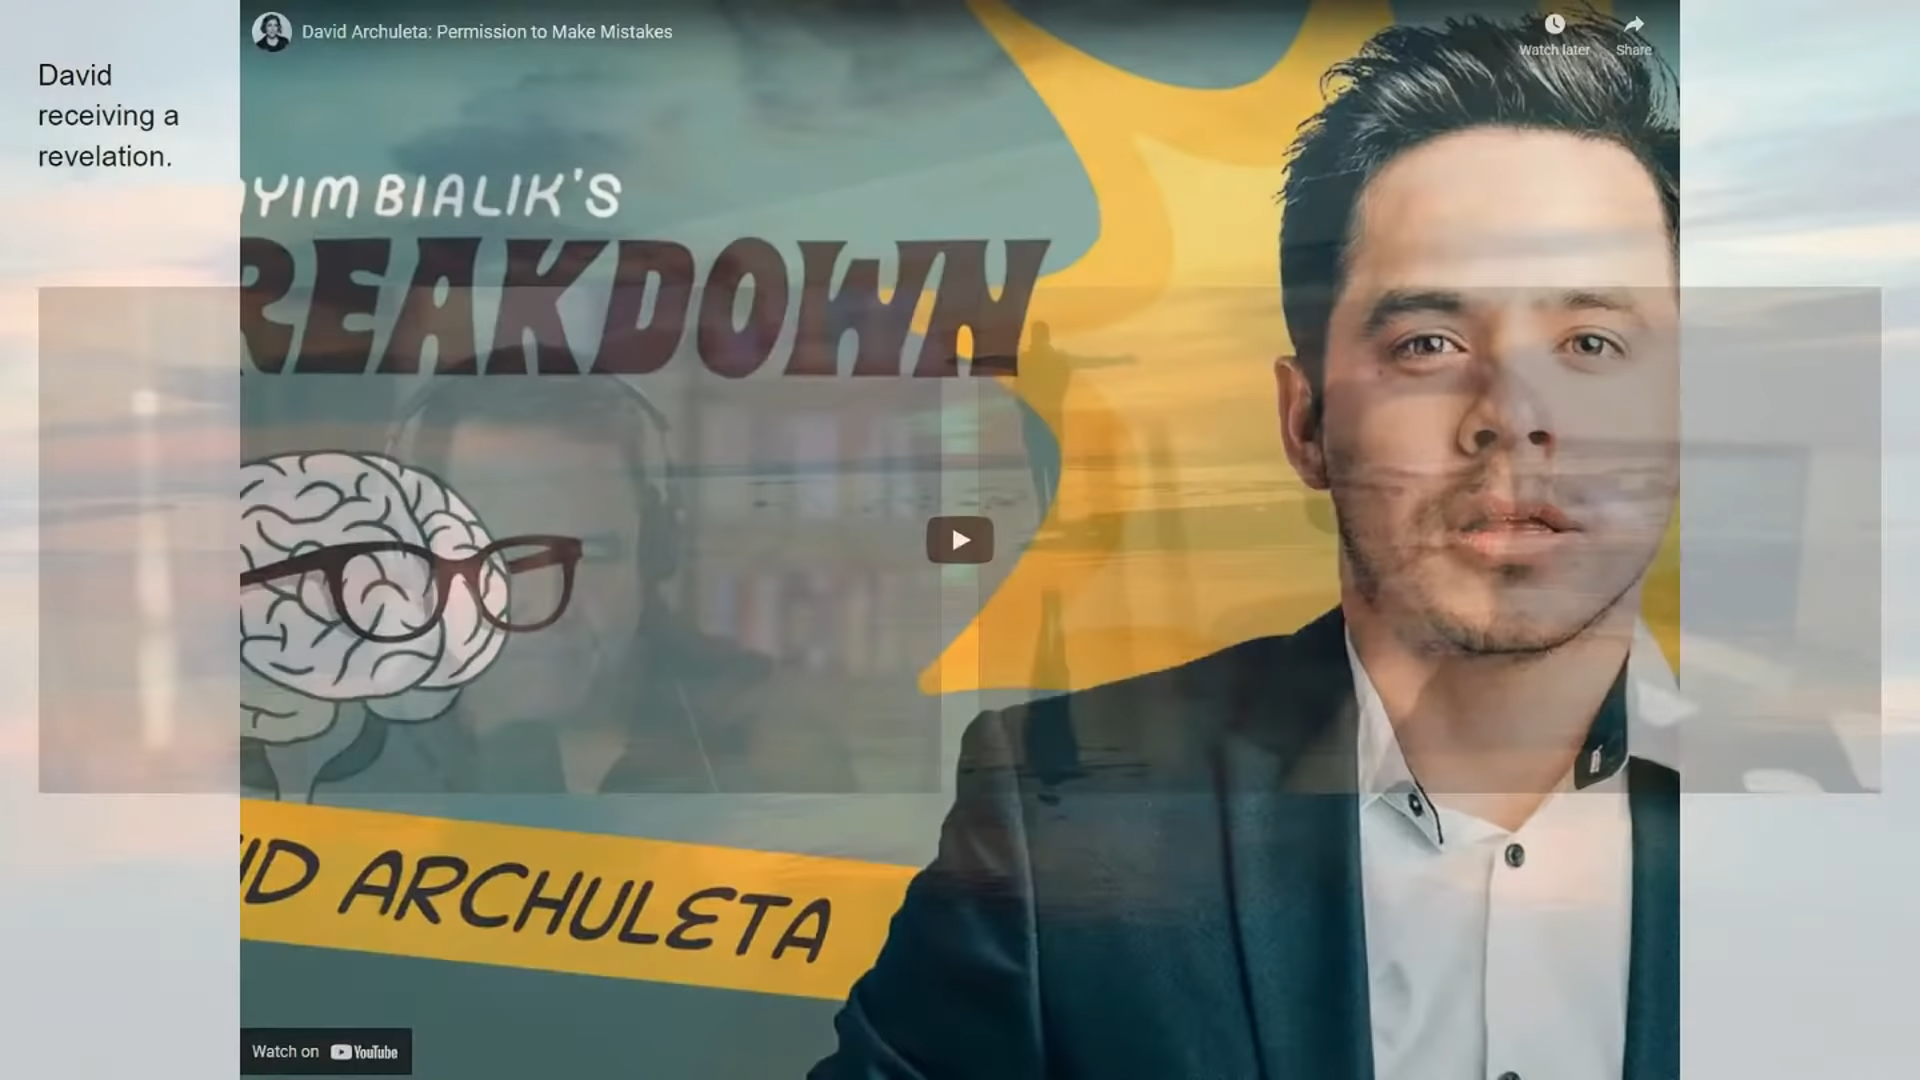 David Archuleta: Permission to Make Mistakes
Watch later
Share
David
receiving a
revelation.
YIM BIALIK'S
REAKDOWN
ID ARCHULETA
Watch on YouTube